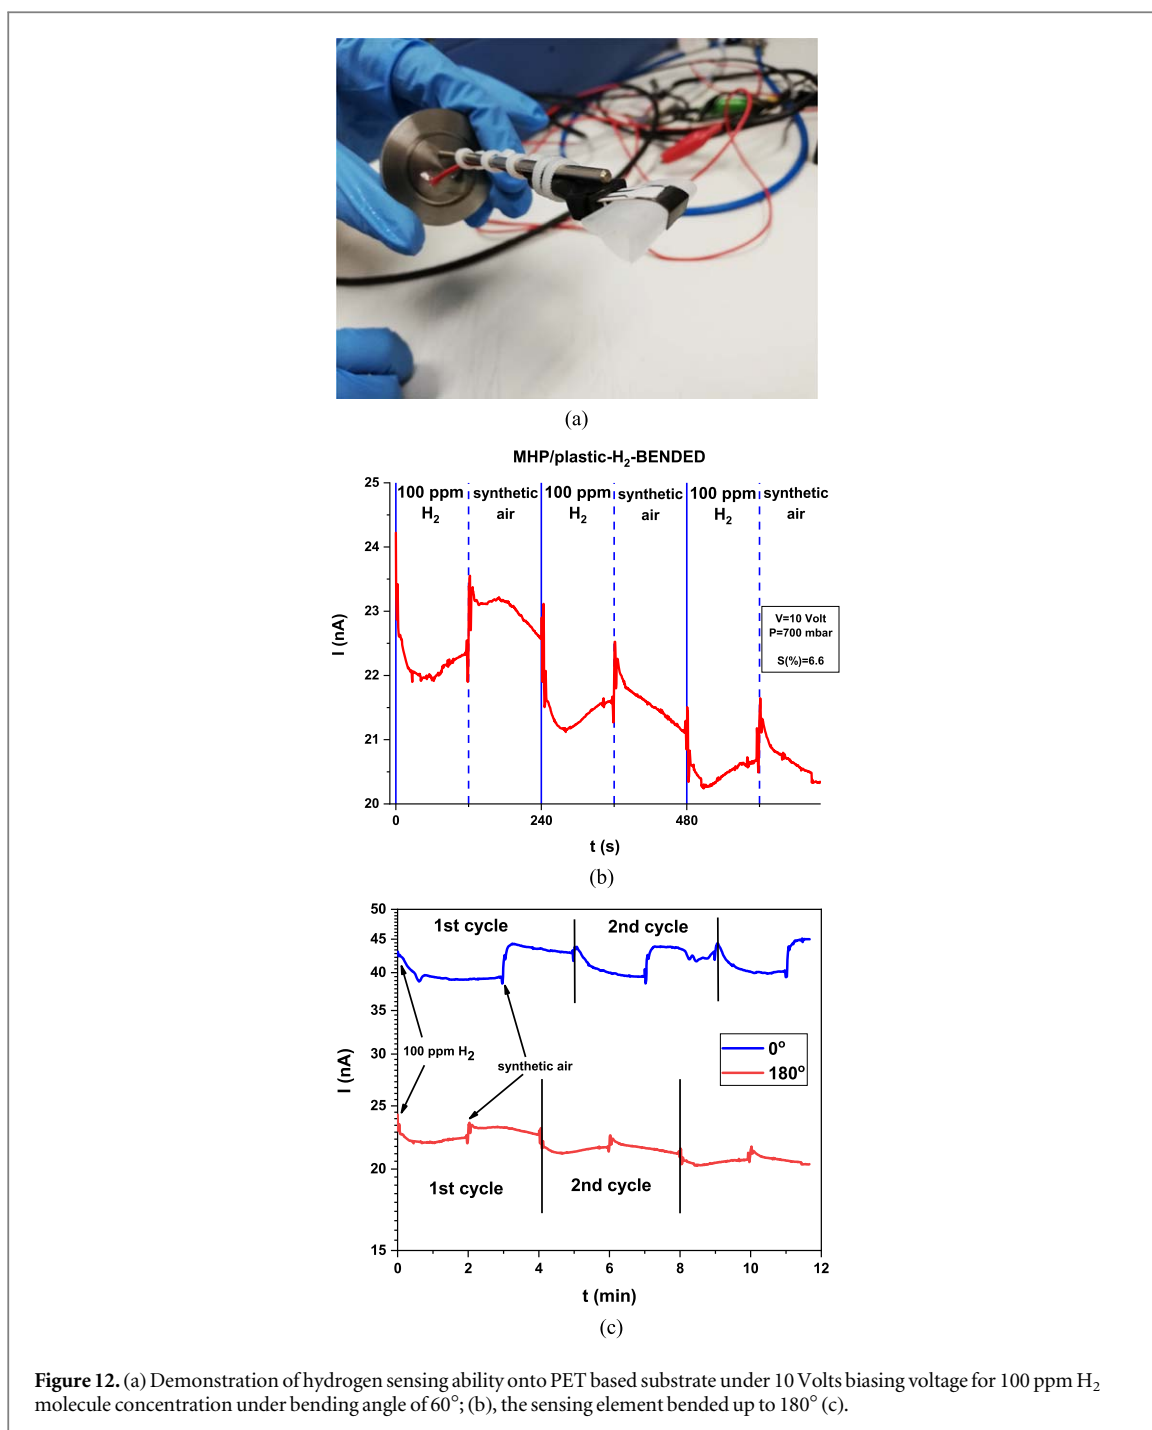 (a)
MHP/plastic-H₂-BENDED
100 ppm H₂
synthetic air
100 ppm H₂
synthetic air
100 ppm H₂
synthetic air
25
24
23
22
21
20
I (nA)
V=10 Volt
P=700 mbar
S(%)=6.6
0
240
480
t (s)
(b)
50
45
40
35
30
25
20
15
I (nA)
1st cycle
2nd cycle
100 ppm H₂
synthetic air
0°
180°
1st cycle
2nd cycle
0
2
4
6
8
10
12
t (min)
(c)
Figure 12. (a) Demonstration of hydrogen sensing ability onto PET based substrate under 10 Volts biasing voltage for 100 ppm H₂
molecule concentration under bending angle of 60°; (b), the sensing element bended up to 180° (c).